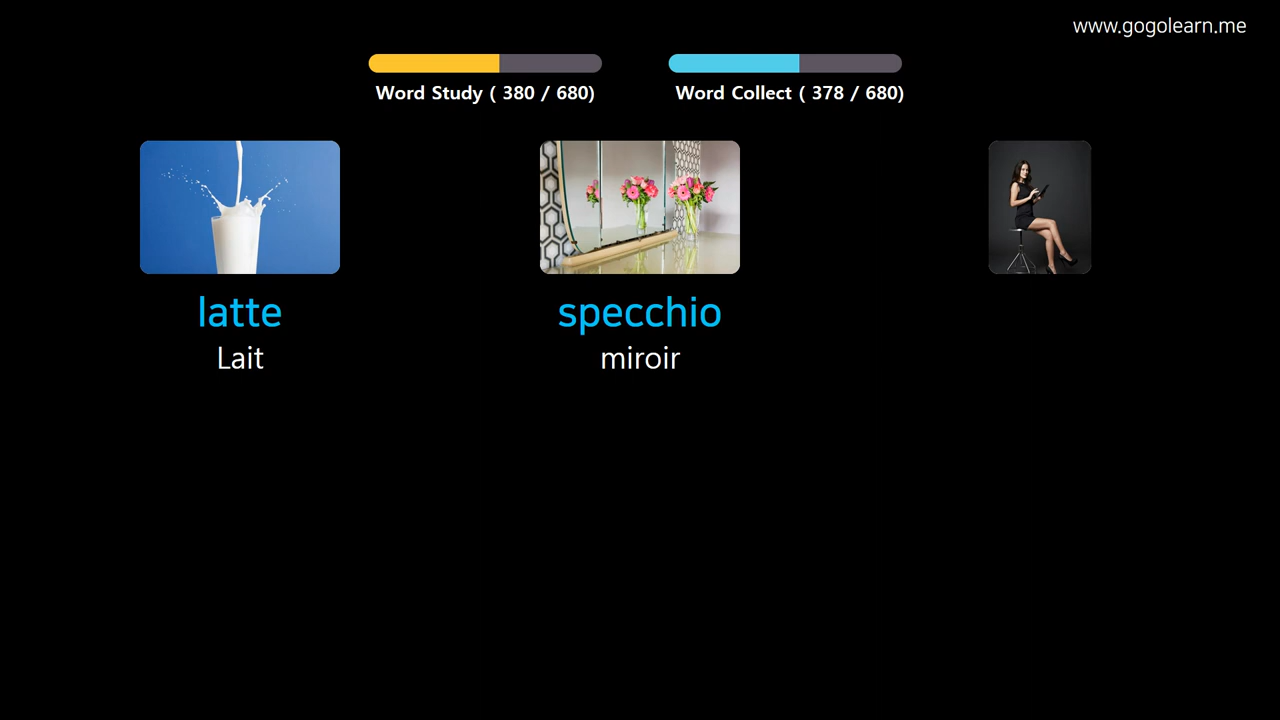 www.gogolearn.me
Word Study ( 380 / 680)
Word Collect ( 378 / 680)
latte
specchio
Lait
miroir